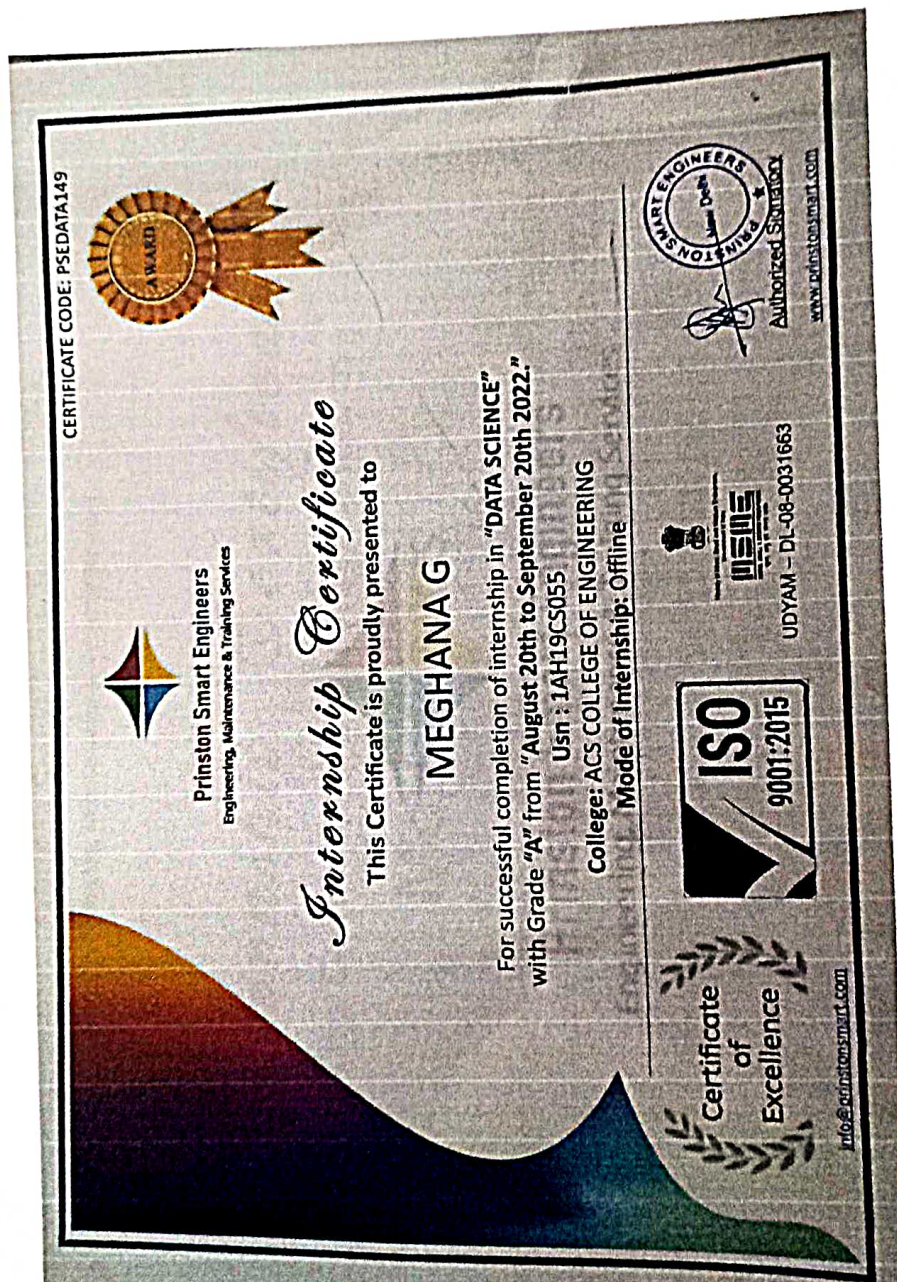 CERTIFICATE CODE: PSEDATA149
AWARD
Prinston Smart Engineers
Engineering, Maintenance & Training Services
Internship Certificate
This Certificate is proudly presented to
MEGHANA G
For successful completion of internship in "DATA SCIENCE"
with Grade "A" from "August 20th to September 20th 2022."
Usn : 1AH19CS055
College: ACS COLLEGE OF ENGINEERING
Mode of Internship: Offline
Certificate
of
Excellence
ISO
9001:2015
UDYAM – DL-08-0031663
PRINSTON SMART ENGINEERS
New Delhi
Authorized Signatory
info@prinstonsmart.com
www.prinstonsmart.com